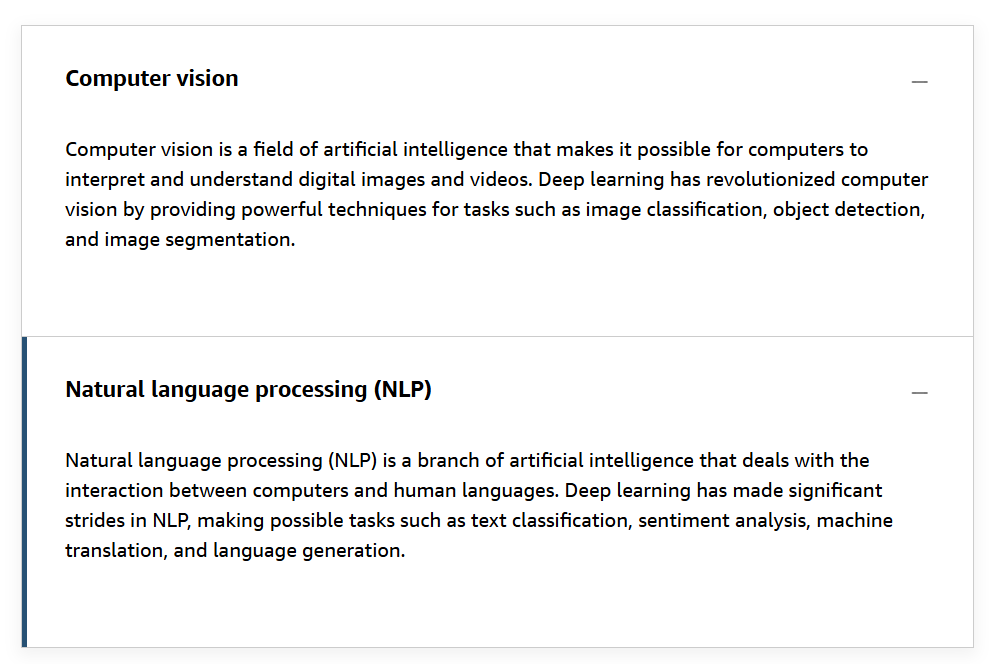 Computer vision
Computer vision is a field of artificial intelligence that makes it possible for computers to
interpret and understand digital images and videos. Deep learning has revolutionized computer
vision by providing powerful techniques for tasks such as image classification, object detection,
and image segmentation.
Natural language processing (NLP)
Natural language processing (NLP) is a branch of artificial intelligence that deals with the
interaction between computers and human languages. Deep learning has made significant
strides in NLP, making possible tasks such as text classification, sentiment analysis, machine
translation, and language generation.